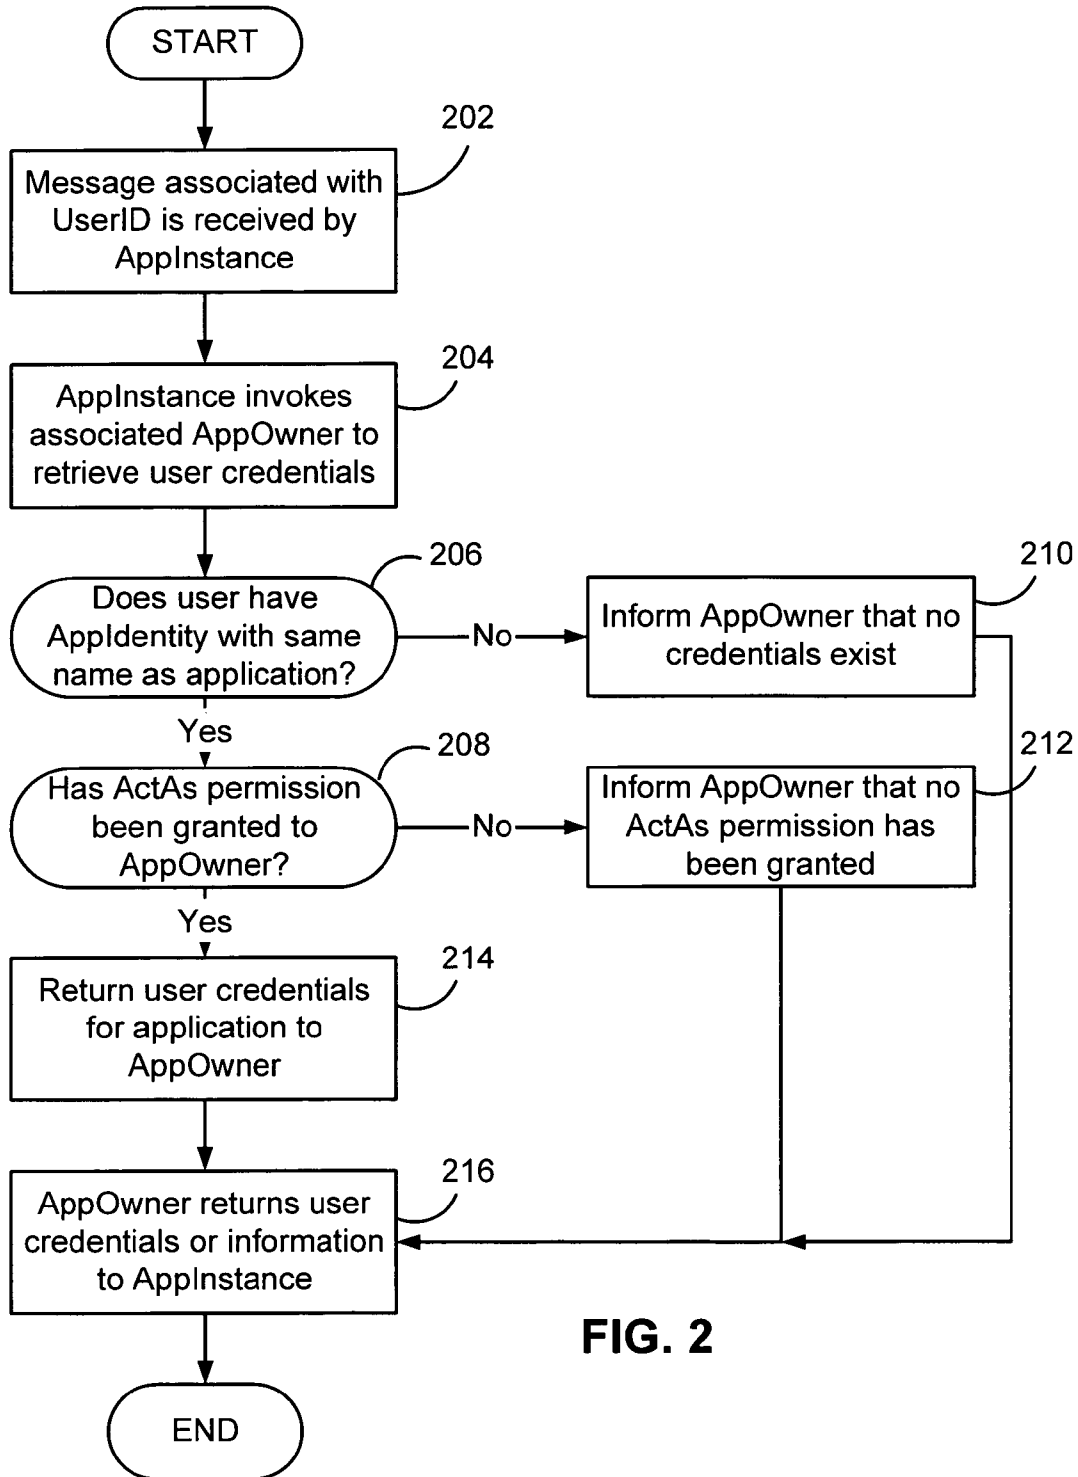 START
202
Message associated with
UserID is received by
AppInstance
204
AppInstance invokes
associated AppOwner to
retrieve user credentials
206
Does user have
AppIdentity with same
name as application?
No
210
Inform AppOwner that no
credentials exist
Yes
208
Has ActAs permission
been granted to
AppOwner?
No
212
Inform AppOwner that no
ActAs permission has
been granted
Yes
214
Return user credentials
for application to
AppOwner
216
AppOwner returns user
credentials or information
to AppInstance
FIG. 2
END